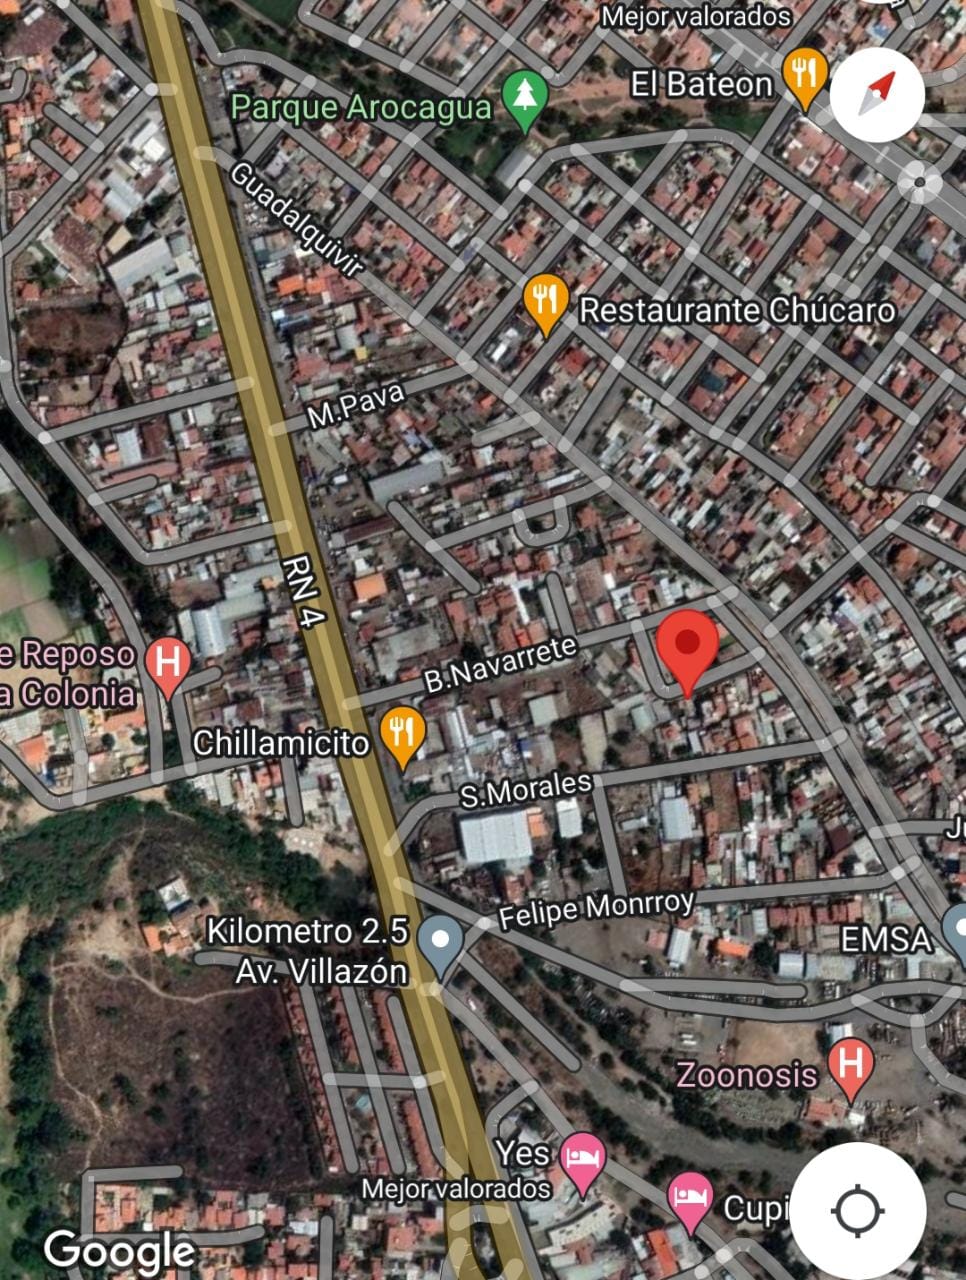 Mejor valorados
El Bateon
Parque Arocagua
Guadalquivir
Restaurante Chúcaro
M.Pava
RN 4
e Reposo
a Colonia
B.Navarrete
Chillamicito
S.Morales
Felipe Monrroy
Kilometro 2.5
Av. Villazón
EMSA
Zoonosis
Yes
Mejor valorados
Cupi
Google